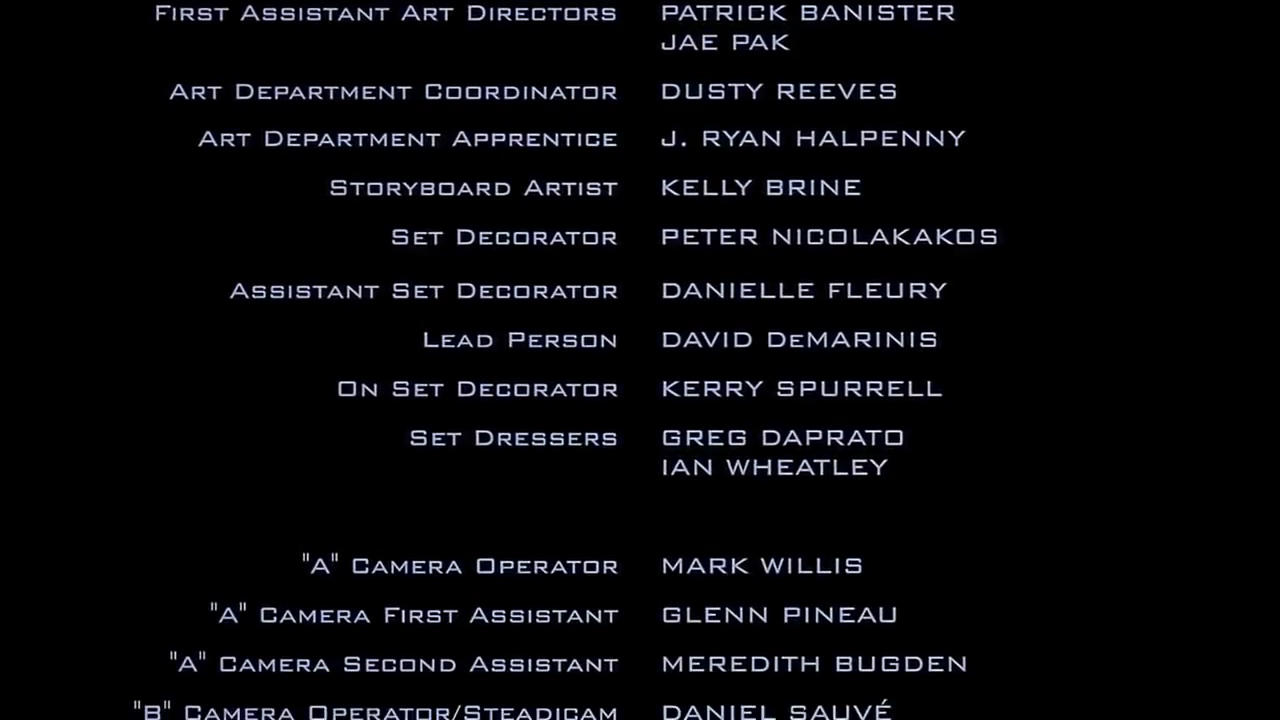 First Assistant Art Directors PATRICK BANISTER
JAE PAK
Art Department Coordinator DUSTY REEVES
Art Department Apprentice J. RYAN HALPENNY
Storyboard Artist KELLY BRINE
Set Decorator PETER NICOLAKAKOS
Assistant Set Decorator DANIELLE FLEURY
Lead Person DAVID DeMARINIS
On Set Decorator KERRY SPURRELL
Set Dressers GREG DAPRATO
IAN WHEATLEY
"A" Camera Operator MARK WILLIS
"A" Camera First Assistant GLENN PINEAU
"A" Camera Second Assistant MEREDITH BUGDEN
"B" Camera Operator/Steadicam DANIEL SAUVÉ